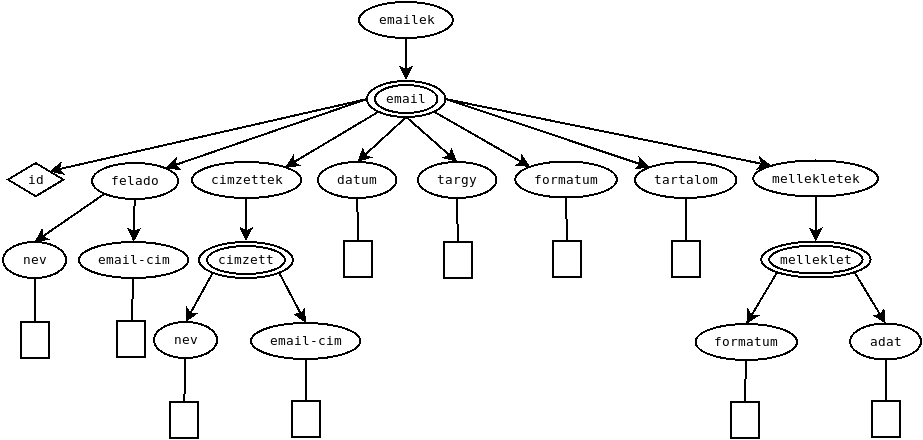 emailek
email
id
felado
cimzettek
datum
targy
formatum
tartalom
mellekletek
nev
email-cim
cimzett
melleklet
nev
email-cim
formatum
adat